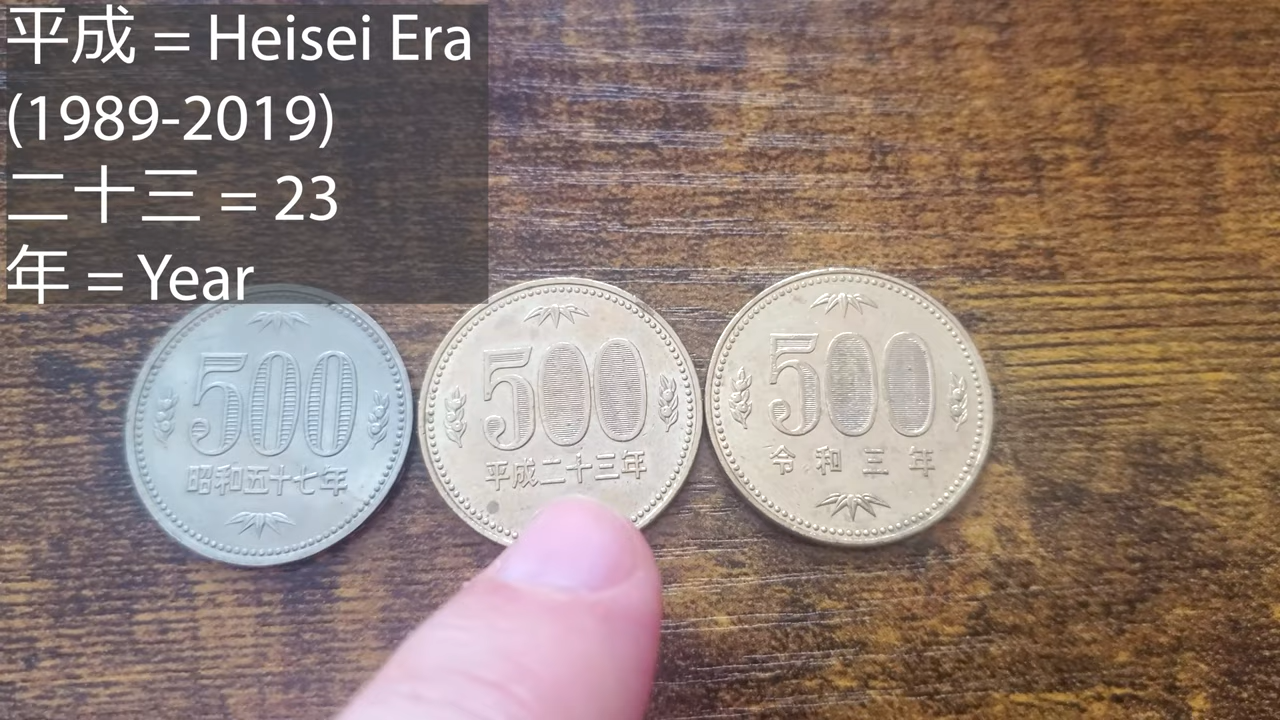 平成 = Heisei Era
(1989-2019)
二十三 = 23
年 = Year
500
昭和五十七年
500
平成二十三年
500
令和三年